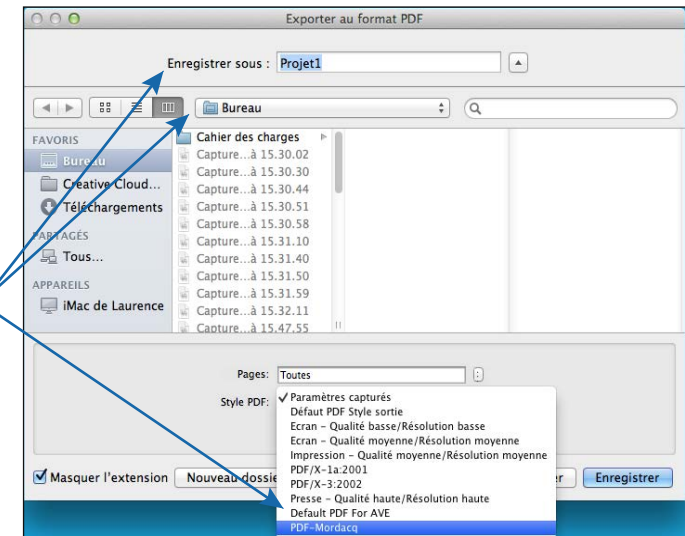 Exporter au format PDF
Enregistrer sous : Projet1
Bureau
FAVORIS
Bureau
Creative Cloud...
Téléchargements
PARTAGÉS
Tous...
APPAREILS
iMac de Laurence
Cahier des charges
Capture...à 15.30.02
Capture...à 15.30.30
Capture...à 15.30.44
Capture...à 15.30.51
Capture...à 15.30.58
Capture...à 15.31.10
Capture...à 15.31.40
Capture...à 15.31.50
Capture...à 15.31.59
Capture...à 15.32.11
Capture...à 15.47.55
Pages: Toutes
Style PDF: Paramètres capturés
Défaut PDF Style sortie
Ecran – Qualité basse/Résolution basse
Ecran – Qualité moyenne/Résolution moyenne
Impression – Qualité moyenne/Résolution moyenne
PDF/X-1a:2001
PDF/X-3:2002
Presse – Qualité haute/Résolution haute
Default PDF For AVE
PDF-Mordacq
Masquer l'extension Nouveau dossie er Enregistrer